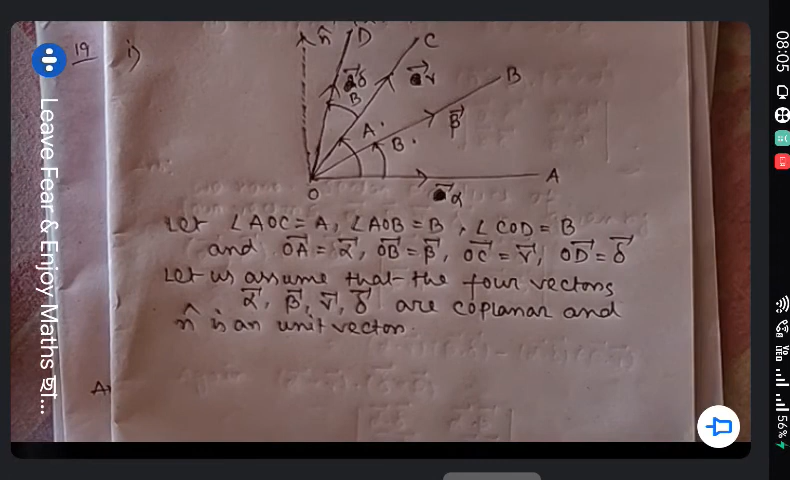 19
i)
n̂
D
C
B
A
O
δ⃗
γ⃗
β⃗
α⃗
B
A
B
Let ∠AOC = A, ∠AOB = B, ∠COD = B
and OA⃗ = α⃗, OB⃗ = β⃗, OC⃗ = γ⃗, OD⃗ = δ⃗
Let us assume that the four vectors
α⃗, β⃗, γ⃗, δ⃗ are coplanar and
n̂ is an unit vector.
Leave Fear & Enjoy Maths ছা...
08:05
56%